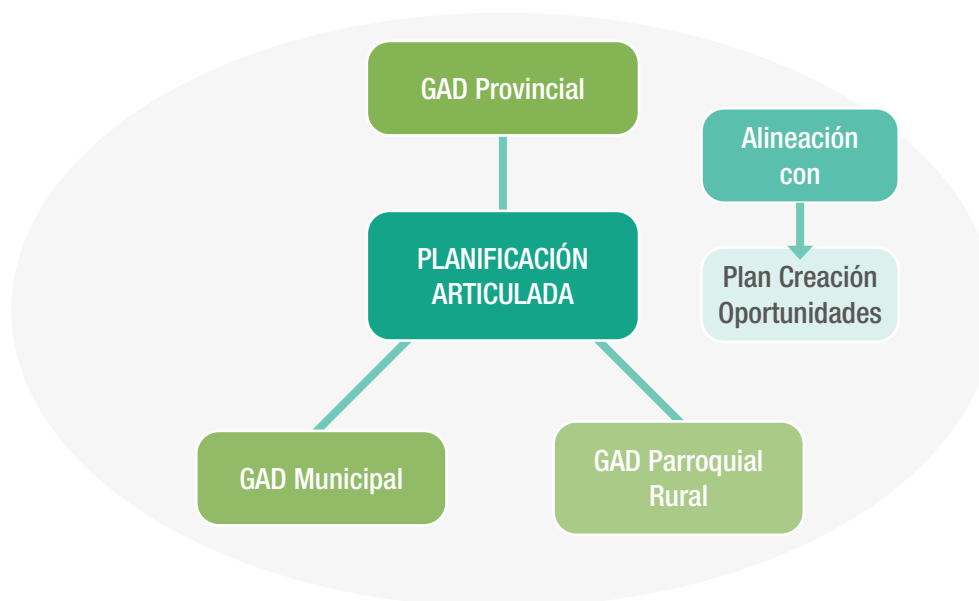 GAD Provincial
Alineación
con
PLANIFICACIÓN
ARTICULADA
Plan Creación
Oportunidades
GAD Municipal
GAD Parroquial
Rural